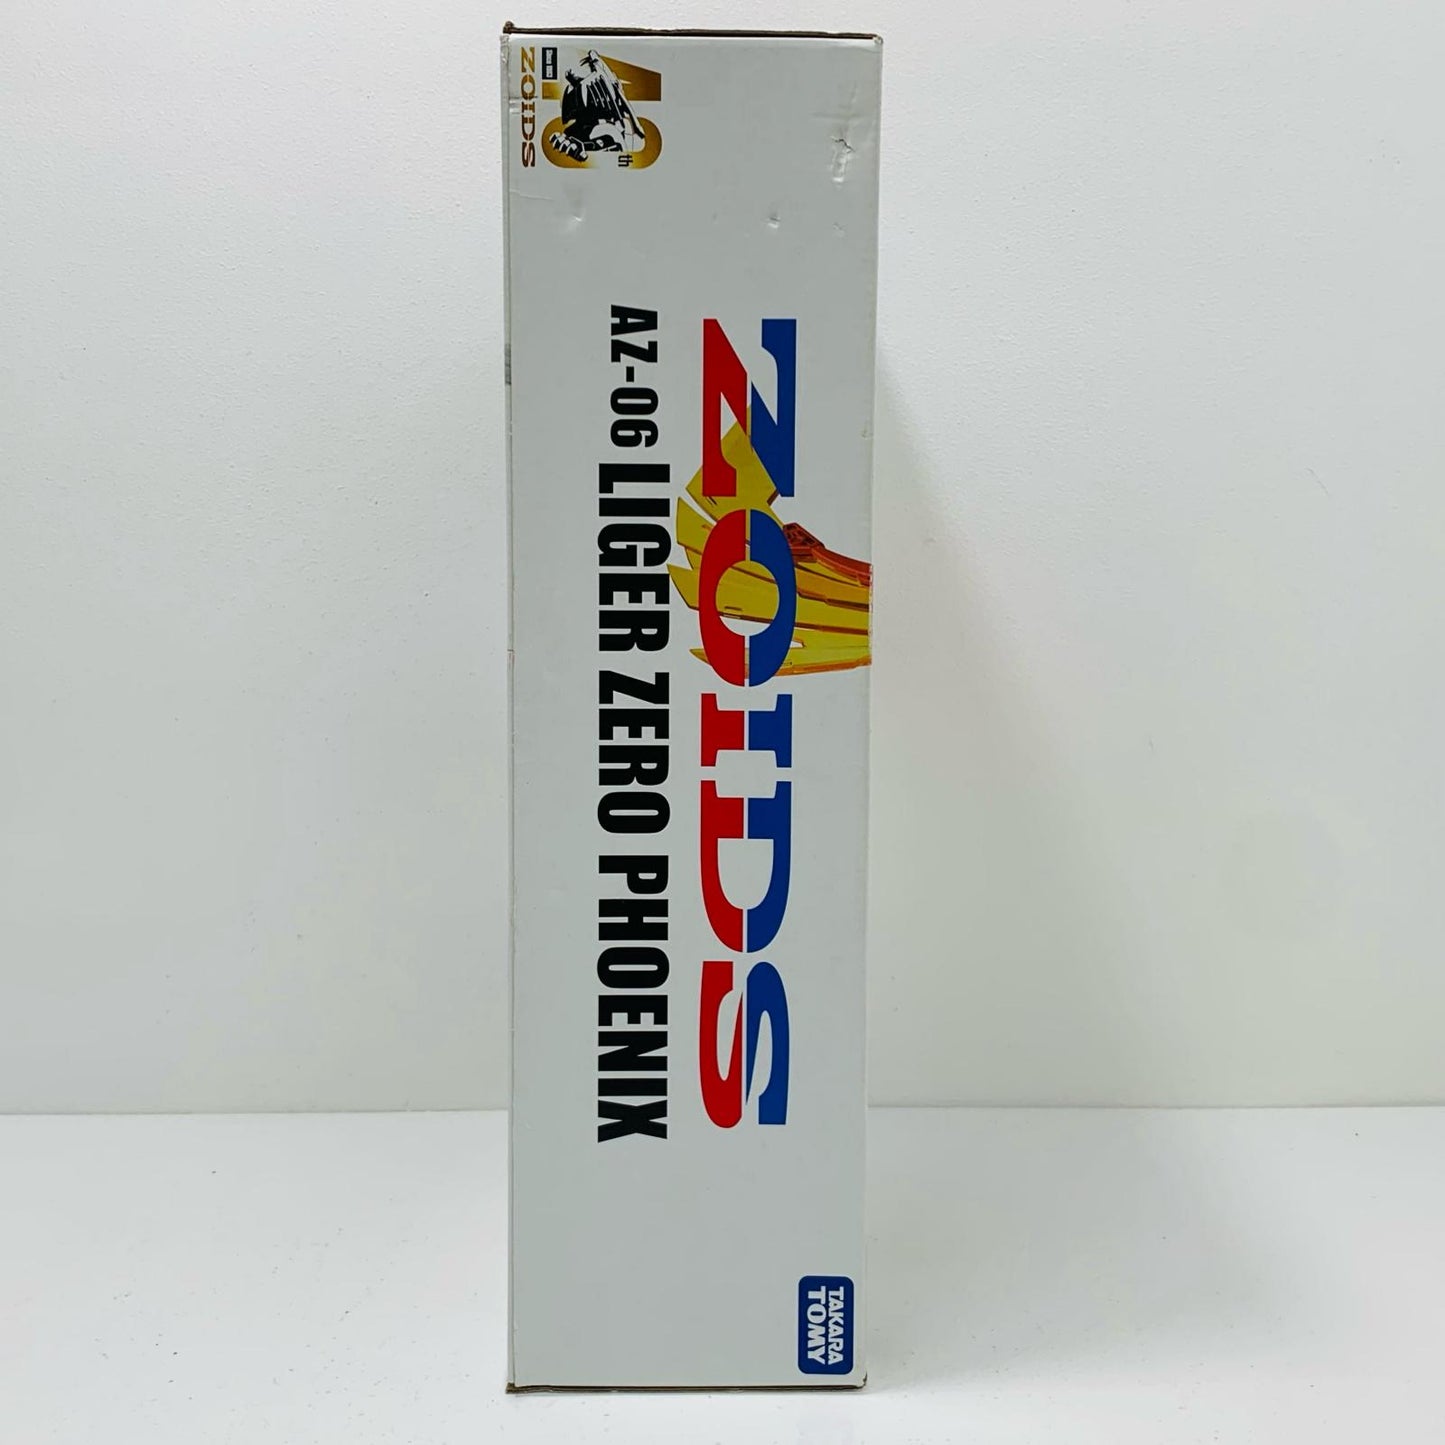 ZOIDS
40th
ZOIDS
AZ-06 LIGER ZERO PHOENIX
TAKARA
TOMY